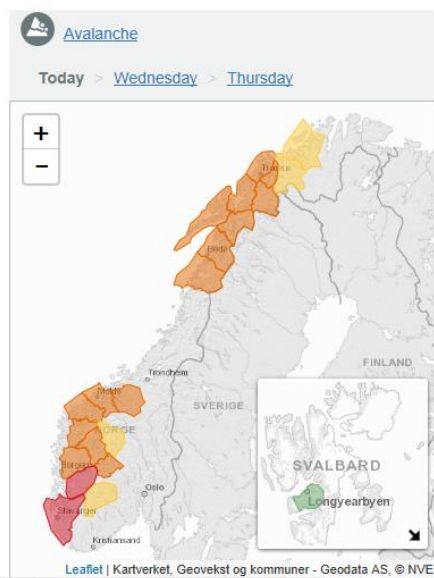 Avalanche
Today > Wednesday > Thursday
+
−
Tromsø
Bodø
Trondheim
Molde
FINLAND
SVERIGE
NORGE
Bergen
Oslo
Stavanger
Kristiansand
SVALBARD
Longyearbyen
Leaflet | Kartverket, Geovekst og kommuner - Geodata AS, © NVE